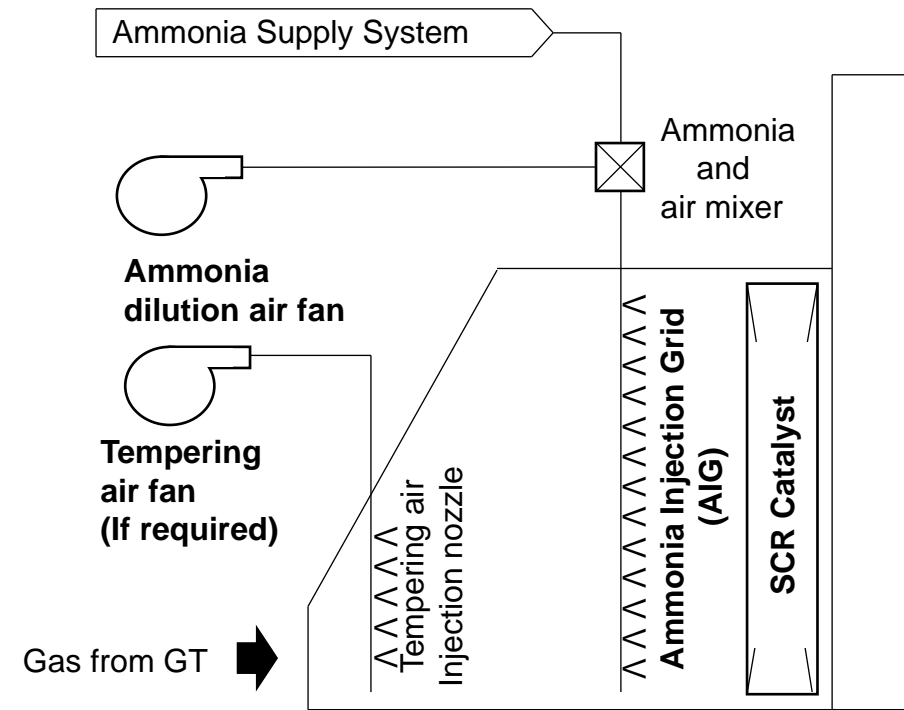 Ammonia Supply System
Ammonia
and
air mixer
Ammonia
dilution air fan
Tempering
air fan
(If required)
Tempering air
Injection nozzle
Ammonia Injection Grid
(AIG)
SCR Catalyst
Gas from GT